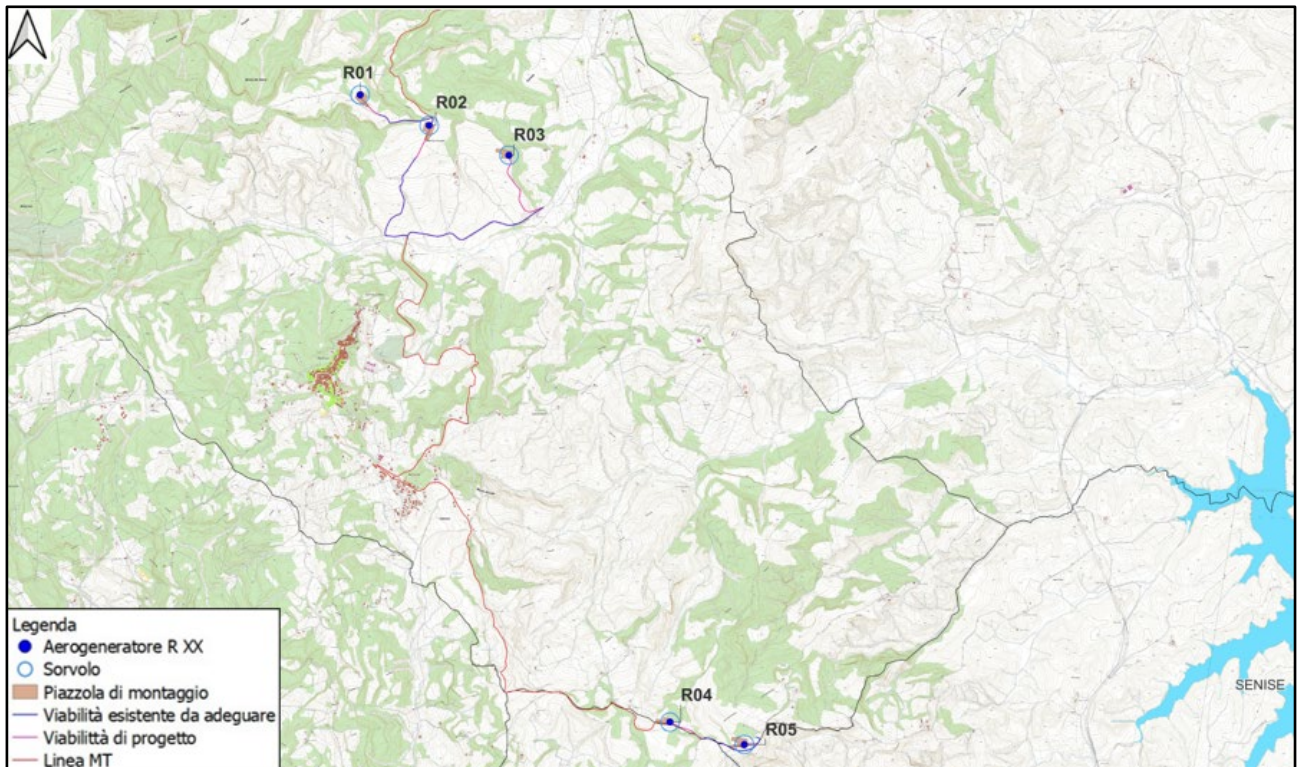 R01
R02
R03
R04
R05
SENISE
Legenda
Aerogeneratore R XX
Sorvolo
Piazzola di montaggio
Viabilità esistente da adeguare
Viabilittà di progetto
Linea MT